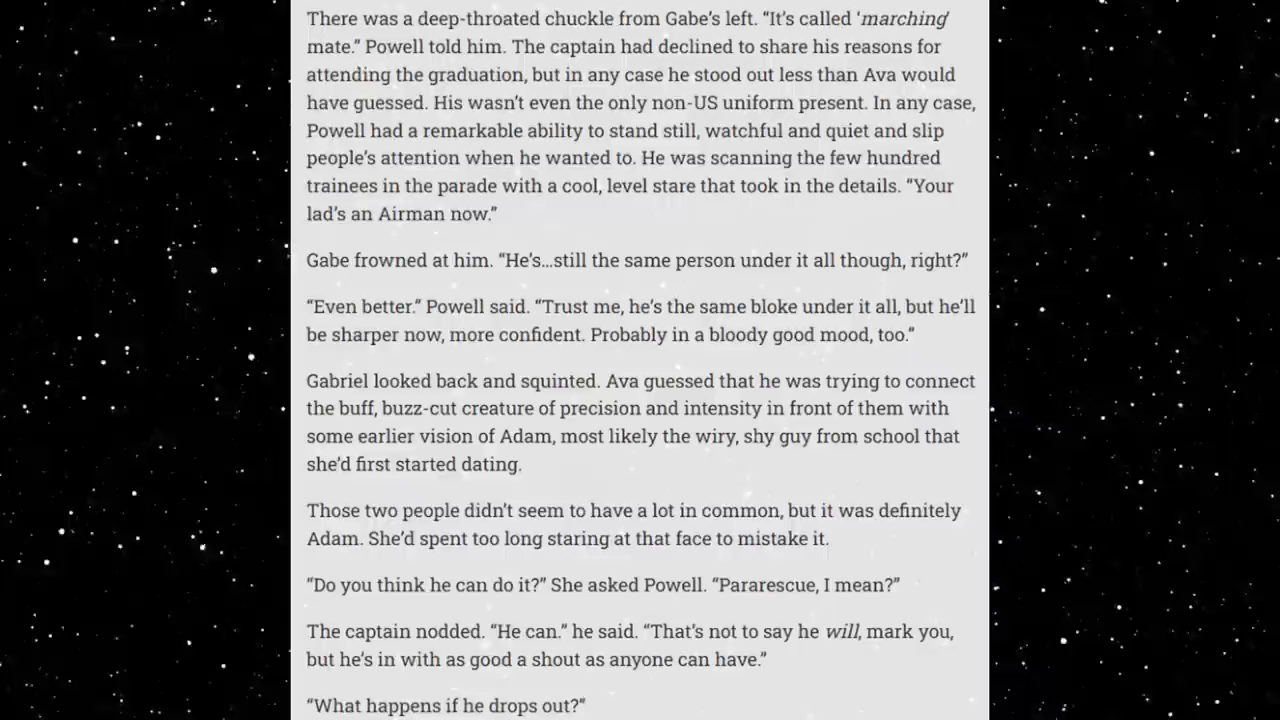 There was a deep-throated chuckle from Gabe’s left. “It’s called ‘marching’
mate.” Powell told him. The captain had declined to share his reasons for
attending the graduation, but in any case he stood out less than Ava would
have guessed. His wasn’t even the only non-US uniform present. In any case,
Powell had a remarkable ability to stand still, watchful and quiet and slip
people’s attention when he wanted to. He was scanning the few hundred
trainees in the parade with a cool, level stare that took in the details. “Your
lad’s an Airman now.”
Gabe frowned at him. “He’s…still the same person under it all though, right?”
“Even better.” Powell said. “Trust me, he’s the same bloke under it all, but he’ll
be sharper now, more confident. Probably in a bloody good mood, too.”
Gabriel looked back and squinted. Ava guessed that he was trying to connect
the buff, buzz-cut creature of precision and intensity in front of them with
some earlier vision of Adam, most likely the wiry, shy guy from school that
she’d first started dating.
Those two people didn’t seem to have a lot in common, but it was definitely
Adam. She’d spent too long staring at that face to mistake it.
“Do you think he can do it?” She asked Powell. “Pararescue, I mean?”
The captain nodded. “He can.” he said. “That’s not to say he will, mark you,
but he’s in with as good a shout as anyone can have.”
“What happens if he drops out?”